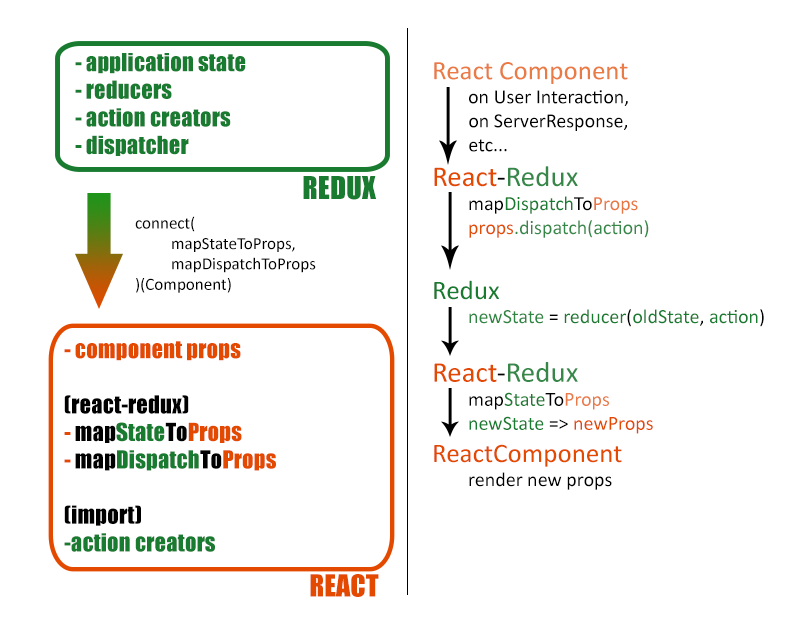 - application state
- reducers
- action creators
- dispatcher
REDUX
connect(
mapStateToProps,
mapDispatchToProps
)(Component)
- component props
(react-redux)
- mapStateToProps
- mapDispatchToProps
(import)
-action creators
REACT
React Component
on User Interaction,
on ServerResponse,
etc...
React-Redux
mapDispatchToProps
props.dispatch(action)
Redux
newState = reducer(oldState, action)
React-Redux
mapStateToProps
newState => newProps
ReactComponent
render new props